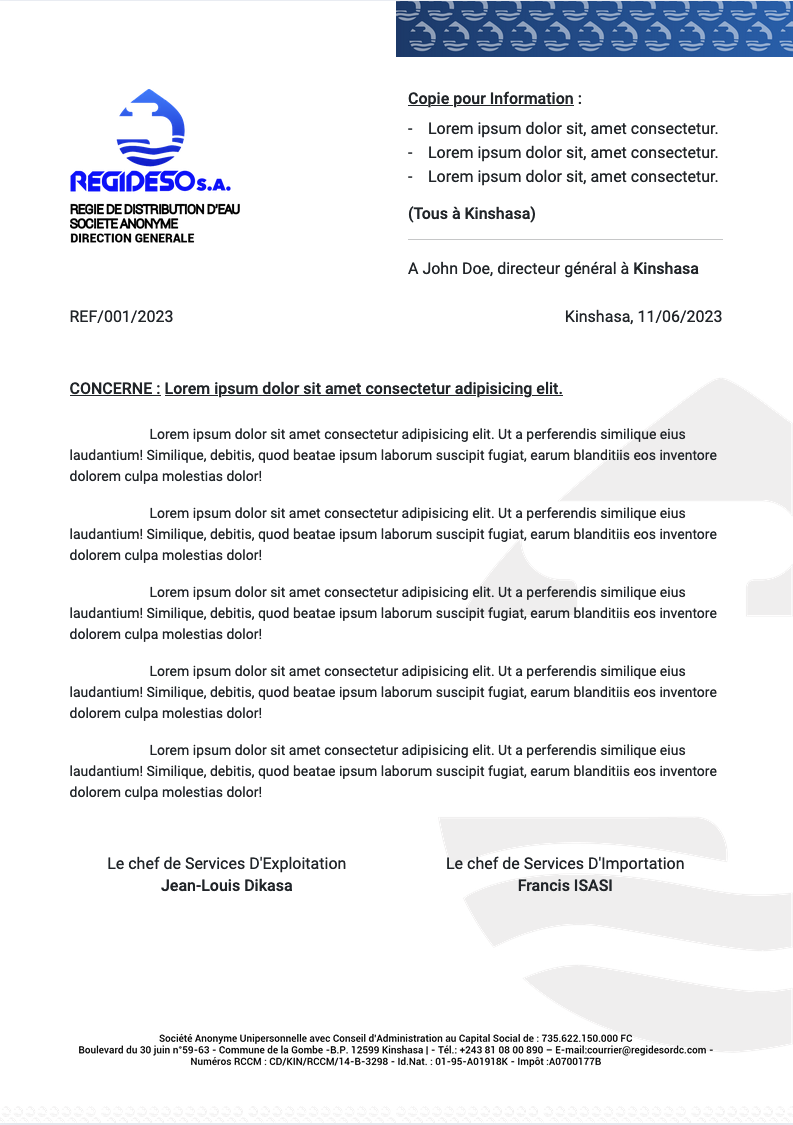 REGIDESO S.A.
REGIE DE DISTRIBUTION D'EAU
SOCIETE ANONYME
DIRECTION GENERALE
Copie pour Information :
- Lorem ipsum dolor sit, amet consectetur.
- Lorem ipsum dolor sit, amet consectetur.
- Lorem ipsum dolor sit, amet consectetur.
(Tous à Kinshasa)
A John Doe, directeur général à Kinshasa
REF/001/2023
Kinshasa, 11/06/2023
CONCERNE : Lorem ipsum dolor sit amet consectetur adipisicing elit.
Lorem ipsum dolor sit amet consectetur adipisicing elit. Ut a perferendis similique eius
laudantium! Similique, debitis, quod beatae ipsum laborum suscipit fugiat, earum blanditiis eos inventore
dolorem culpa molestias dolor!
Lorem ipsum dolor sit amet consectetur adipisicing elit. Ut a perferendis similique eius
laudantium! Similique, debitis, quod beatae ipsum laborum suscipit fugiat, earum blanditiis eos inventore
dolorem culpa molestias dolor!
Lorem ipsum dolor sit amet consectetur adipisicing elit. Ut a perferendis similique eius
laudantium! Similique, debitis, quod beatae ipsum laborum suscipit fugiat, earum blanditiis eos inventore
dolorem culpa molestias dolor!
Lorem ipsum dolor sit amet consectetur adipisicing elit. Ut a perferendis similique eius
laudantium! Similique, debitis, quod beatae ipsum laborum suscipit fugiat, earum blanditiis eos inventore
dolorem culpa molestias dolor!
Lorem ipsum dolor sit amet consectetur adipisicing elit. Ut a perferendis similique eius
laudantium! Similique, debitis, quod beatae ipsum laborum suscipit fugiat, earum blanditiis eos inventore
dolorem culpa molestias dolor!
Le chef de Services D'Exploitation
Jean-Louis Dikasa
Le chef de Services D'Importation
Francis ISASI
Société Anonyme Unipersonnelle avec Conseil d'Administration au Capital Social de : 735.622.150.000 FC
Boulevard du 30 juin n°59-63 - Commune de la Gombe -B.P. 12599 Kinshasa | - Tél.: +243 81 08 00 890 – E-mail:courrier@regidesordc.com -
Numéros RCCM : CD/KIN/RCCM/14-B-3298 - Id.Nat. : 01-95-A01918K - Impôt :A0700177B